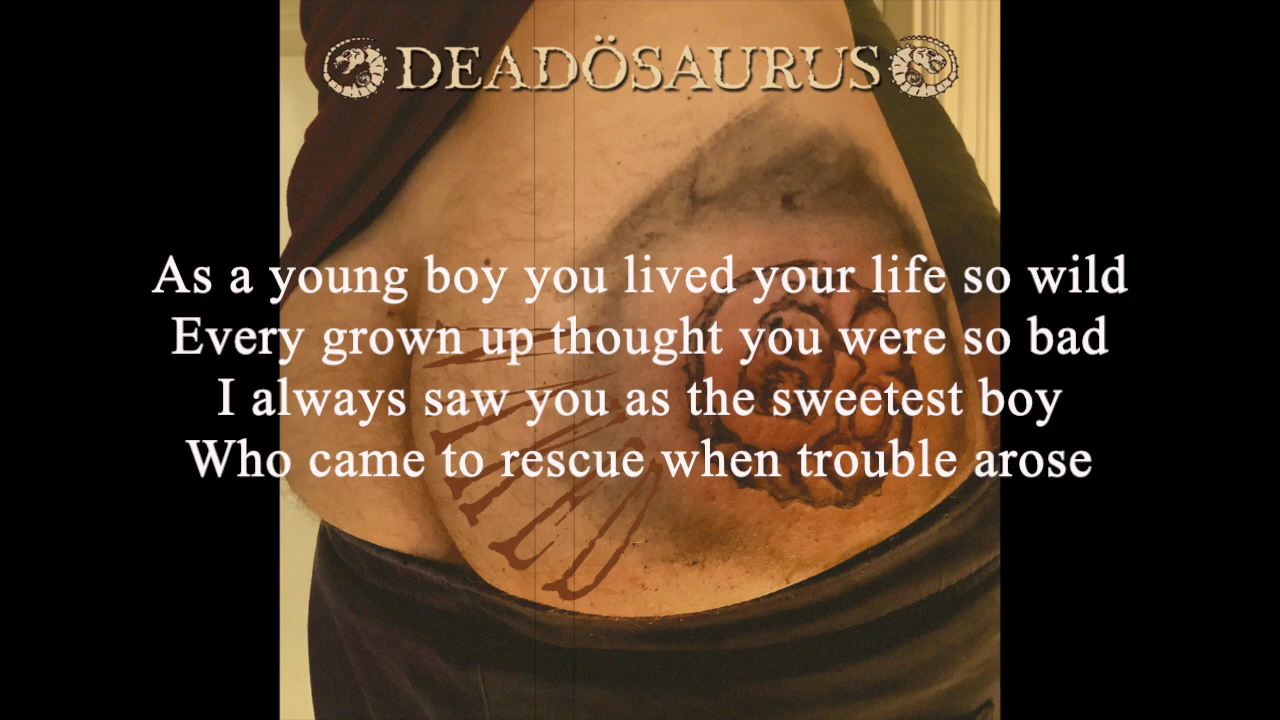 DEADÖSAURUS
As a young boy you lived your life so wild
Every grown up thought you were so bad
I always saw you as the sweetest boy
Who came to rescue when trouble arose